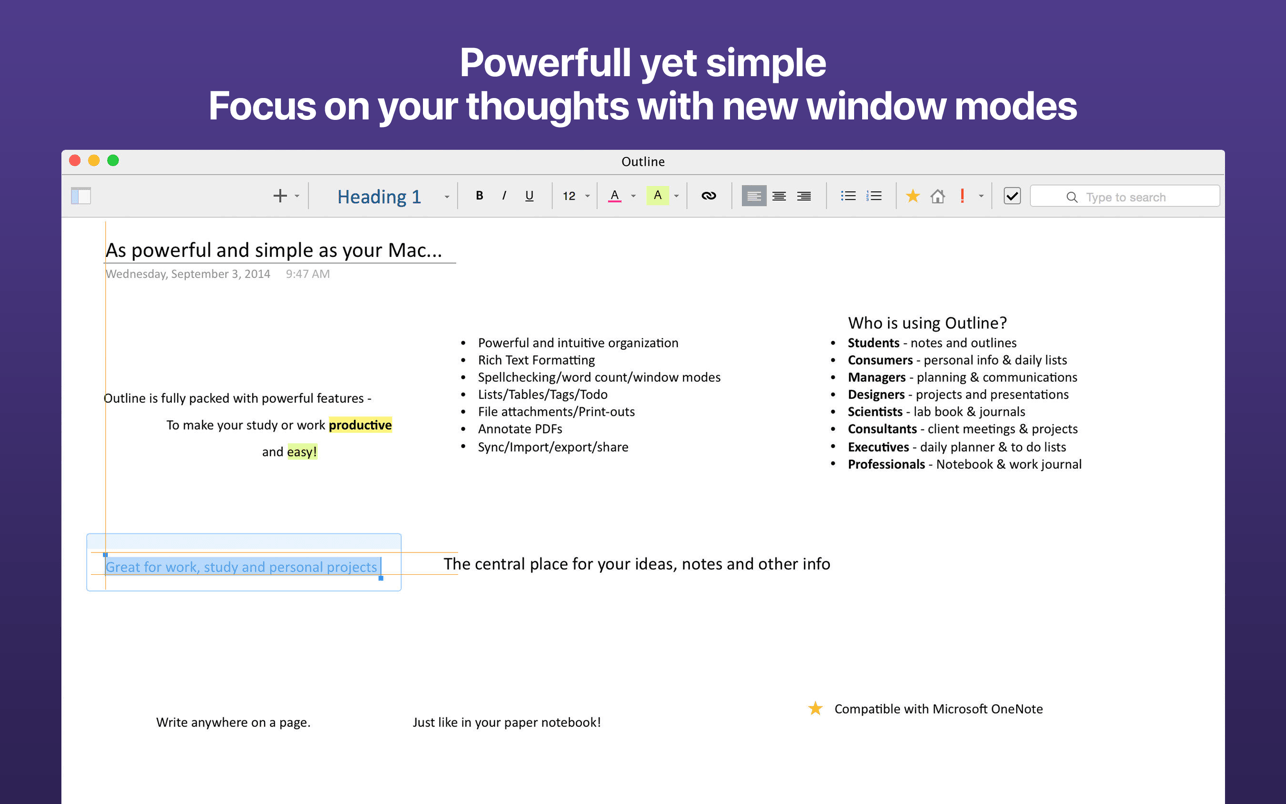 Powerfull yet simple
Focus on your thoughts with new window modes
Outline
Heading 1
B I U 12 A A
Type to search
As powerful and simple as your Mac...
Wednesday, September 3, 2014 9:47 AM
Outline is fully packed with powerful features -
To make your study or work productive
and easy!
• Powerful and intuitive organization
• Rich Text Formatting
• Spellchecking/word count/window modes
• Lists/Tables/Tags/Todo
• File attachments/Print-outs
• Annotate PDFs
• Sync/Import/export/share
Who is using Outline?
• Students - notes and outlines
• Consumers - personal info & daily lists
• Managers - planning & communications
• Designers - projects and presentations
• Scientists - lab book & journals
• Consultants - client meetings & projects
• Executives - daily planner & to do lists
• Professionals - Notebook & work journal
Great for work, study and personal projects
The central place for your ideas, notes and other info
Write anywhere on a page.
Just like in your paper notebook!
Compatible with Microsoft OneNote